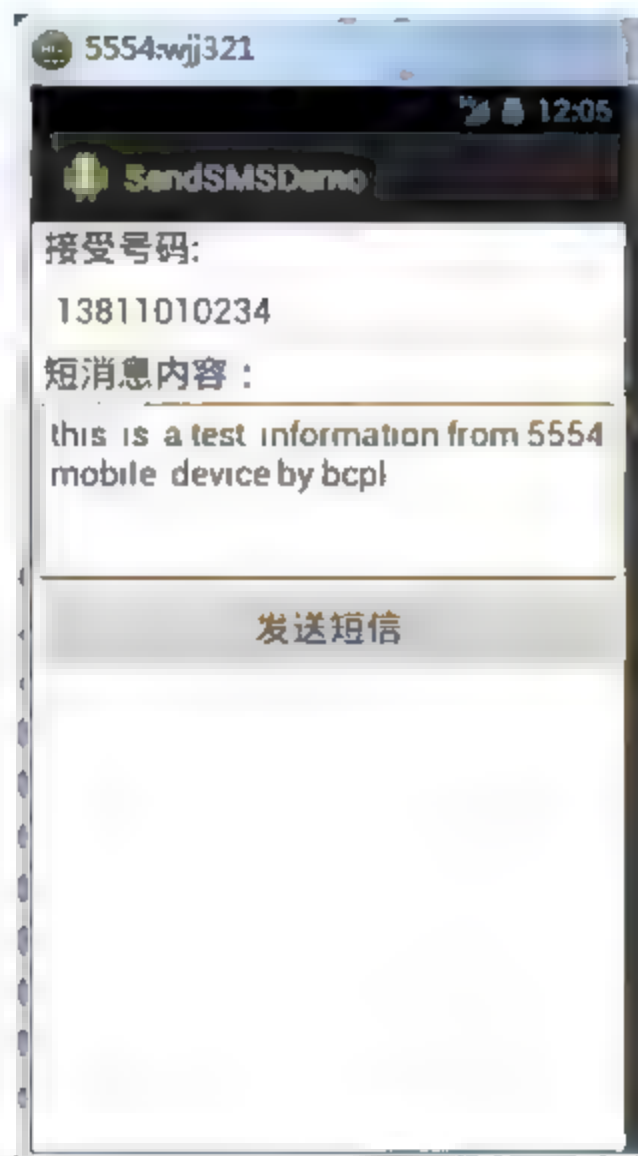 5554:wjj321
12:05
SendSMSDemo
接受号码:
13811010234
短消息内容：
this is a test information from 5554
mobile device by bcpl
发送短信